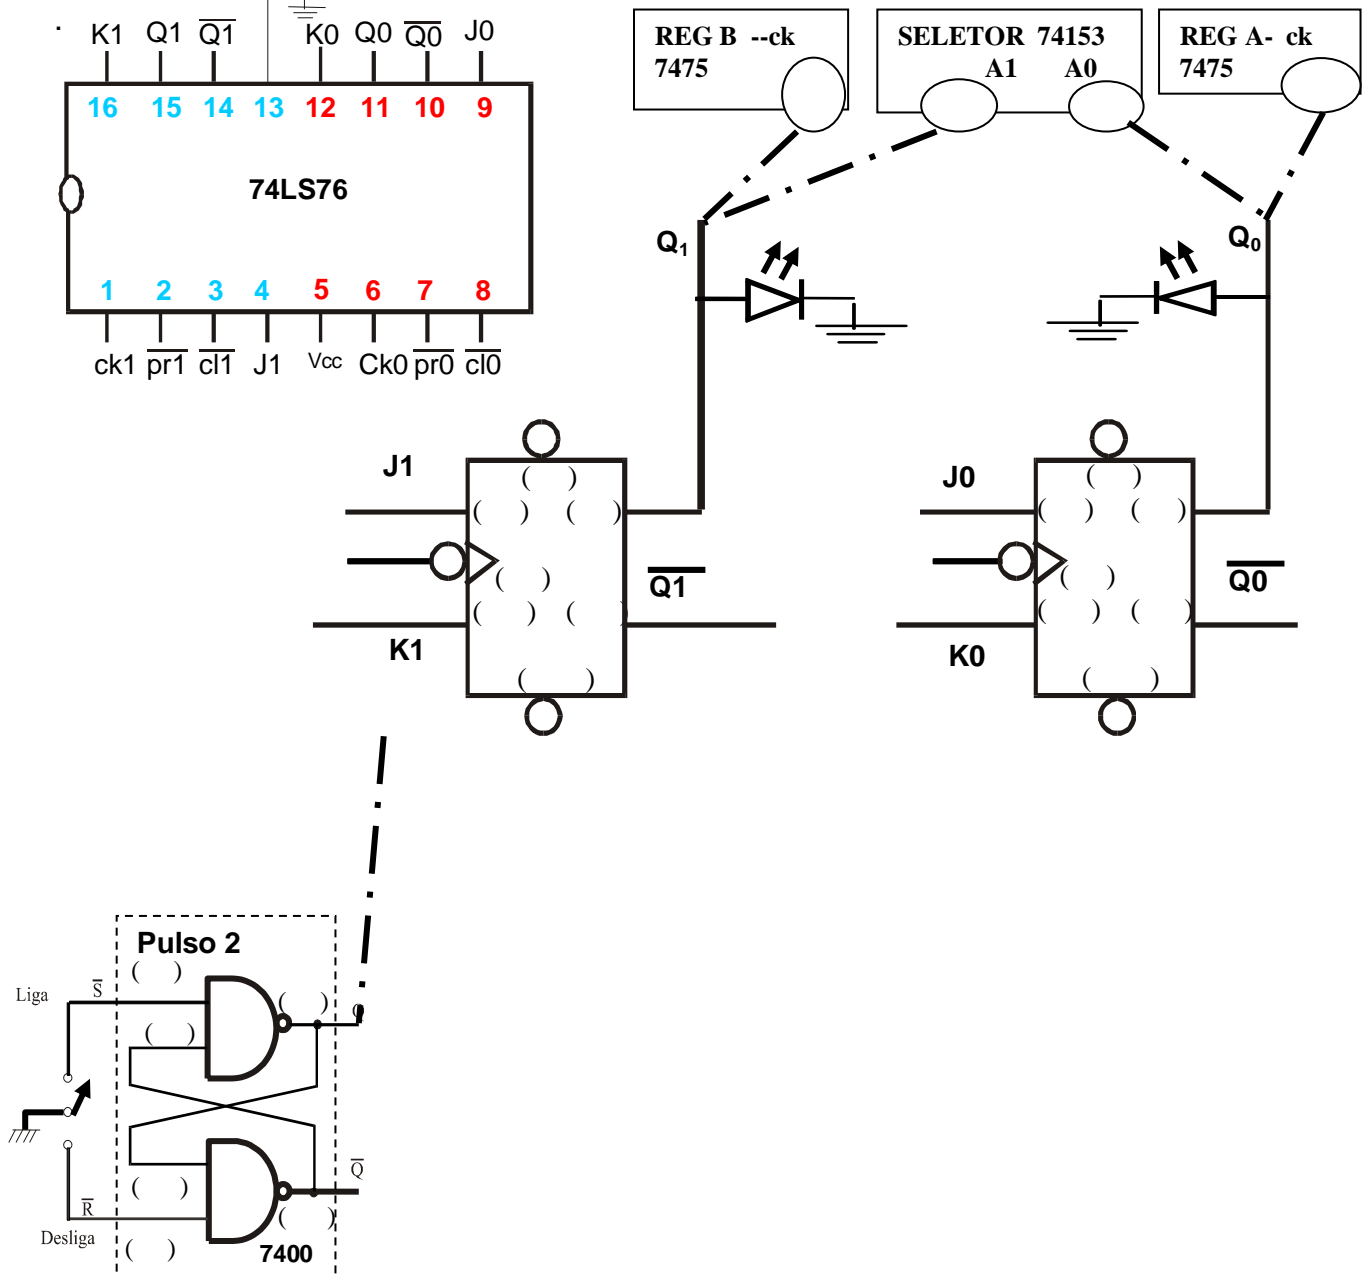 K1 Q1 Q1 K0 Q0 Q0 J0
16 15 14 13 12 11 10 9
74LS76
1 2 3 4 5 6 7 8
ck1 pr1 cl1 J1 Vcc Ck0 pr0 cl0
REG B --ck
7475
SELETOR 74153
A1 A0
REG A- ck
7475
Q1
Q0
J1
( )
( ) ( )
( )
( ) ( )
( )
Q1
K1
J0
( )
( ) ( )
( )
( ) ( )
( )
Q0
K0
Pulso 2
( )
Liga
S
( )
Q
( )
Q
( )
R
( )
Desliga
( )
7400